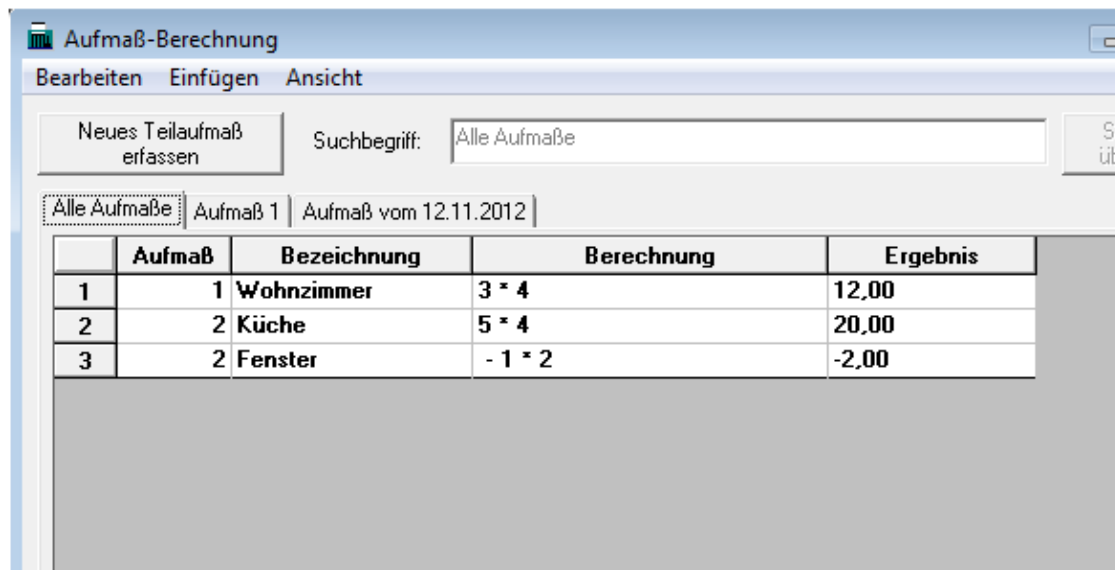 Aufmaß-Berechnung
Bearbeiten Einfügen Ansicht
Neues Teilaufmaß
erfassen
Suchbegriff: Alle Aufmaße
Alle Aufmaße Aufmaß 1 Aufmaß vom 12.11.2012
Aufmaß Bezeichnung Berechnung Ergebnis
1 1 Wohnzimmer 3 * 4 12,00
2 2 Küche 5 * 4 20,00
3 2 Fenster - 1 * 2 -2,00